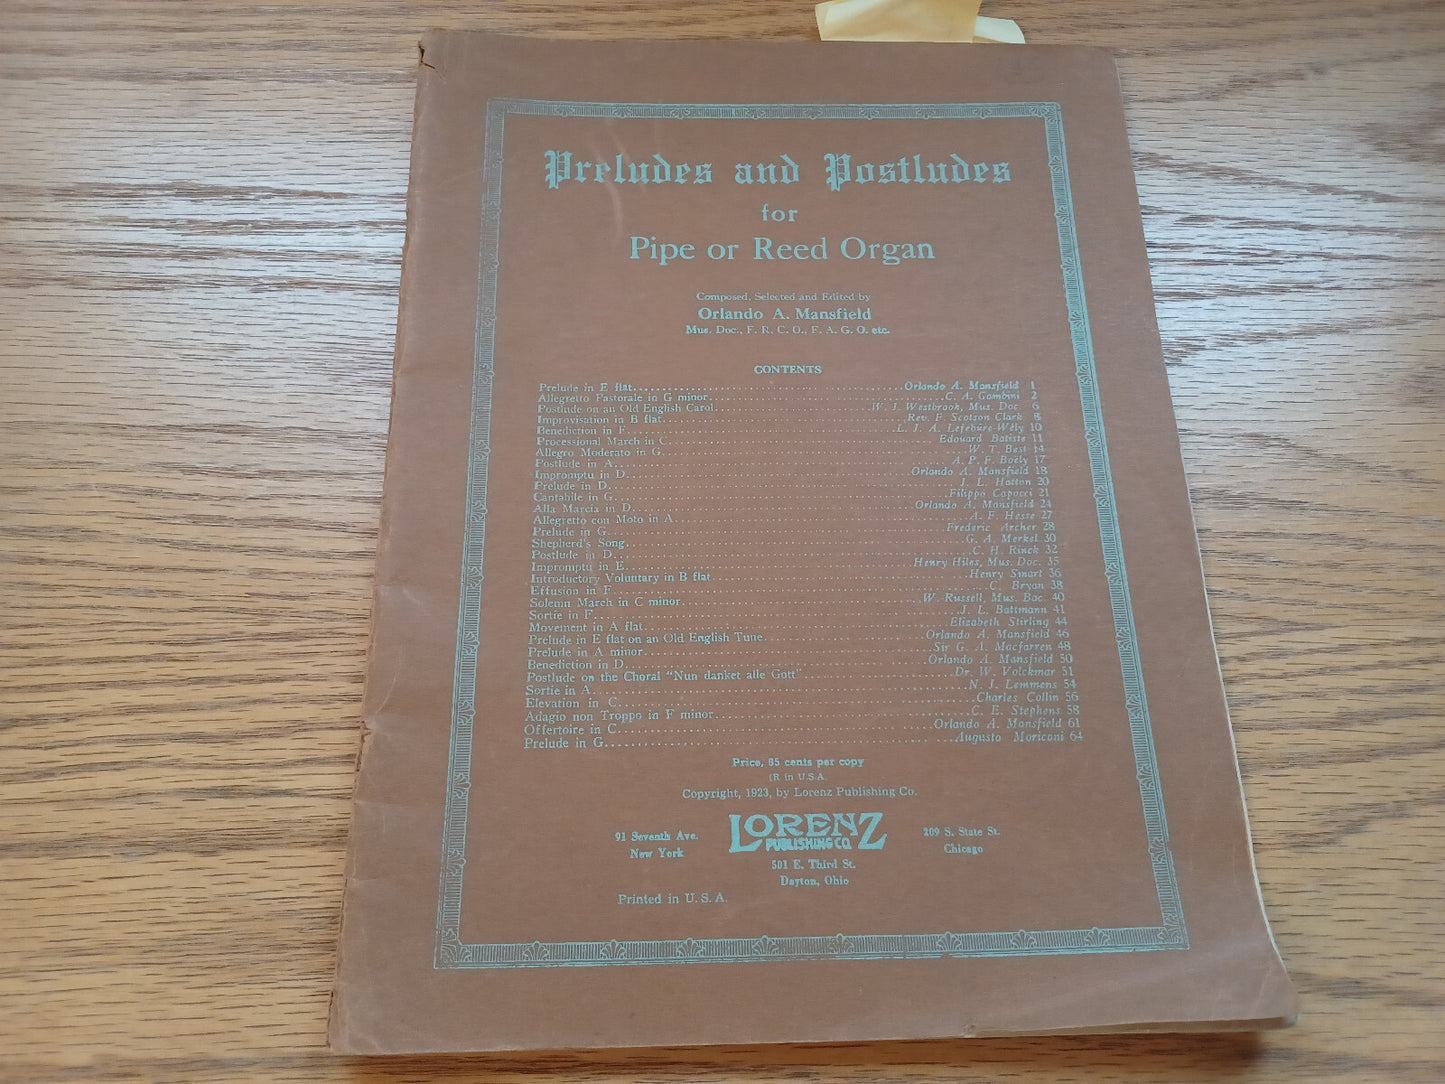 Preludes and Postludes
for
Pipe or Reed Organ
Composed, Selected and Edited by
Orlando A. Mansfield
Mus. Doc., F. R. C. O., F. A. G. O. etc.
CONTENTS
Prelude in E flat Orlando A. Mansfield 1
Allegretto Pastorale in G minor C. A. Gambini 2
Postlude on an Old English Carol W. J. Westbrook, Mus. Doc. 6
Improvisation in B flat Rev. F. Scotson Clark 8
Benediction in F L. J. A. Lefebure-Wely 10
Processional March in C Edouard Batiste 11
Allegro Moderato in G W. T. Best 14
Postlude in A A. P. F. Boely 17
Impromptu in D Orlando A. Mansfield 18
Prelude in D J. L. Hatton 20
Cantabile in G Filippo Capocci 21
Alla Marcia in D Orlando A. Mansfield 24
Allegretto con Moto in A A. F. Hesse 27
Prelude in G Frederic Archer 28
Shepherd's Song G. A. Merkel 30
Postlude in D C. H. Rinck 32
Impromptu in E Henry Hiles, Mus. Doc. 35
Introductory Voluntary in B flat Henry Smart 36
Effusion in F C. Bryan 38
Solemn March in C minor W. Russell, Mus. Bac. 40
Sortie in F J. L. Battmann 41
Movement in A flat Elizabeth Stirling 44
Prelude in E flat on an Old English Tune Orlando A. Mansfield 46
Prelude in A minor Sir G. A. Macfarren 48
Benediction in D Orlando A. Mansfield 50
Postlude on the Choral "Nun danket alle Gott" Dr. W. Volckmar 51
Sortie in A N. J. Lemmens 54
Elevation in C Charles Collin 56
Adagio non Troppo in F minor C. E. Stephens 58
Offertoire in C Orlando A. Mansfield 61
Prelude in G Augusto Moriconi 64
Price, 85 cents per copy
(R in U.S.A.
Copyright, 1923, by Lorenz Publishing Co.
91 Seventh Ave.
New York
LORENZ
PUBLISHING CO.
501 E. Third St.
Dayton, Ohio
209 S. State St.
Chicago
Printed in U. S. A.